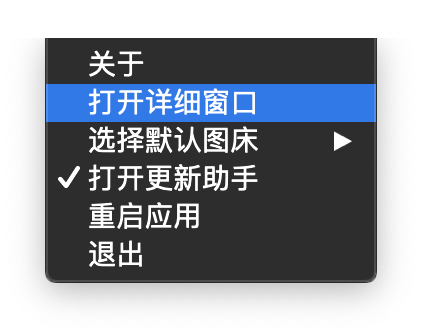 关于
打开详细窗口
选择默认图床
打开更新助手
重启应用
退出